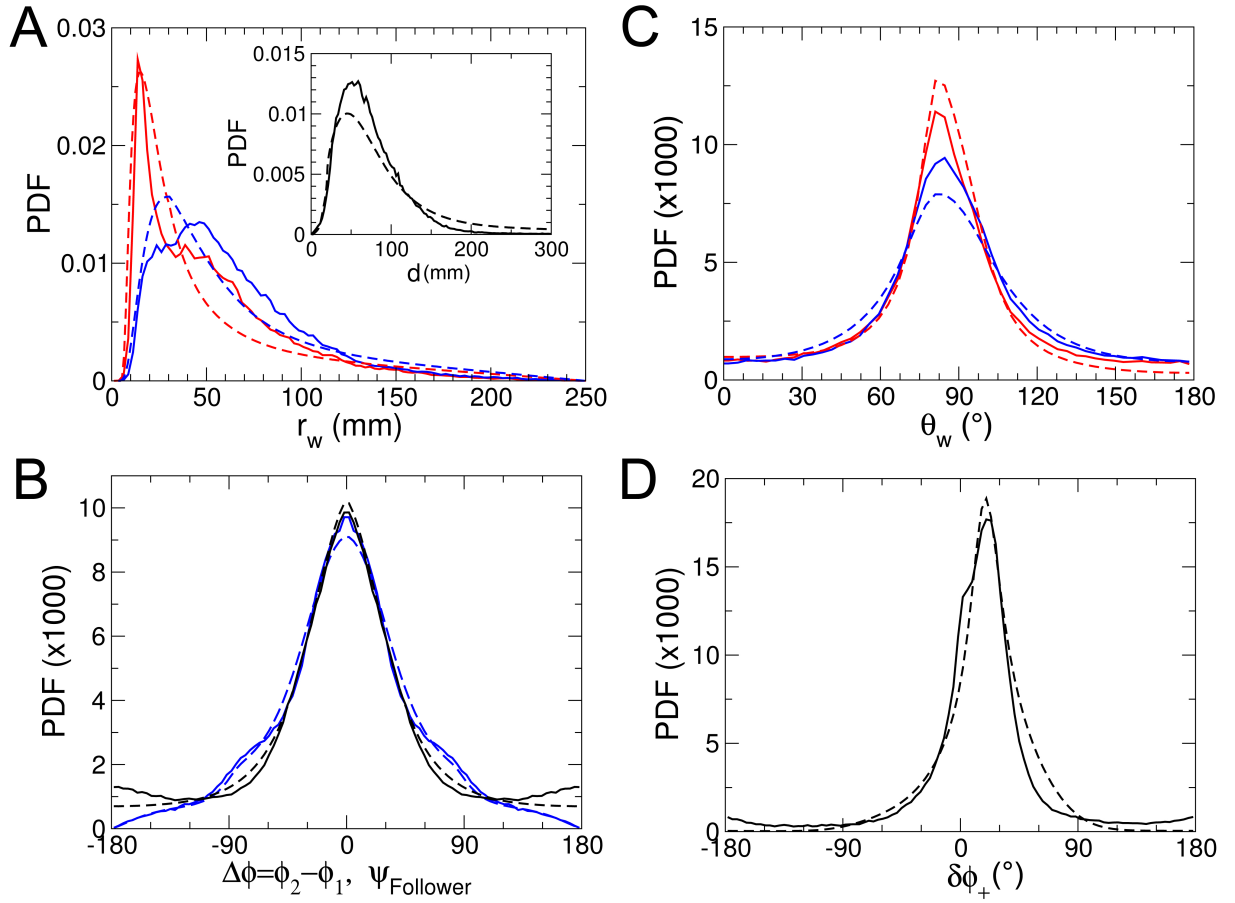 A
0.03
0.02
0.01
0
PDF
0 50 100 150 200 250
r_w (mm)
0.015
0.01
0.005
0
PDF
0 100 200 300
d (mm)
C
15
10
5
0
PDF (x1000)
0 30 60 90 120 150 180
θ_w (°)
B
10
8
6
4
2
0
PDF (x1000)
-180 -90 0 90 180
Δϕ=ϕ_2−ϕ_1, ψ_Follower
D
20
15
10
5
0
PDF (x1000)
-180 -90 0 90 180
δϕ_+(°)